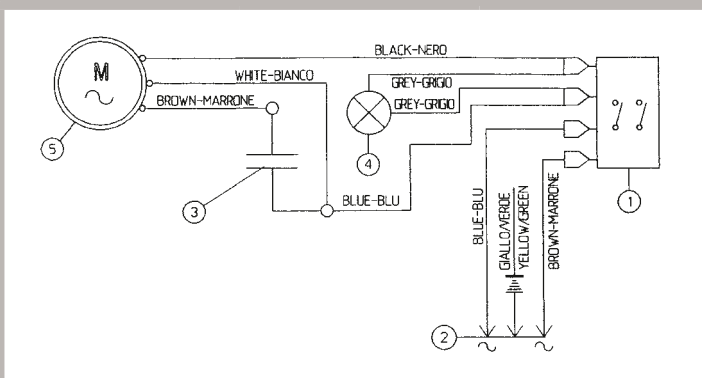 BLACK-NERO
M
WHITE-BIANCO
GREY-GRIGIO
BROWN-MARRONE
GREY-GRIGIO
5
4
3
BLUE-BLU
1
BLUE-BLU
GIALLO/VERDE
YELLOW/GREEN
BROWN-MARRONE
2